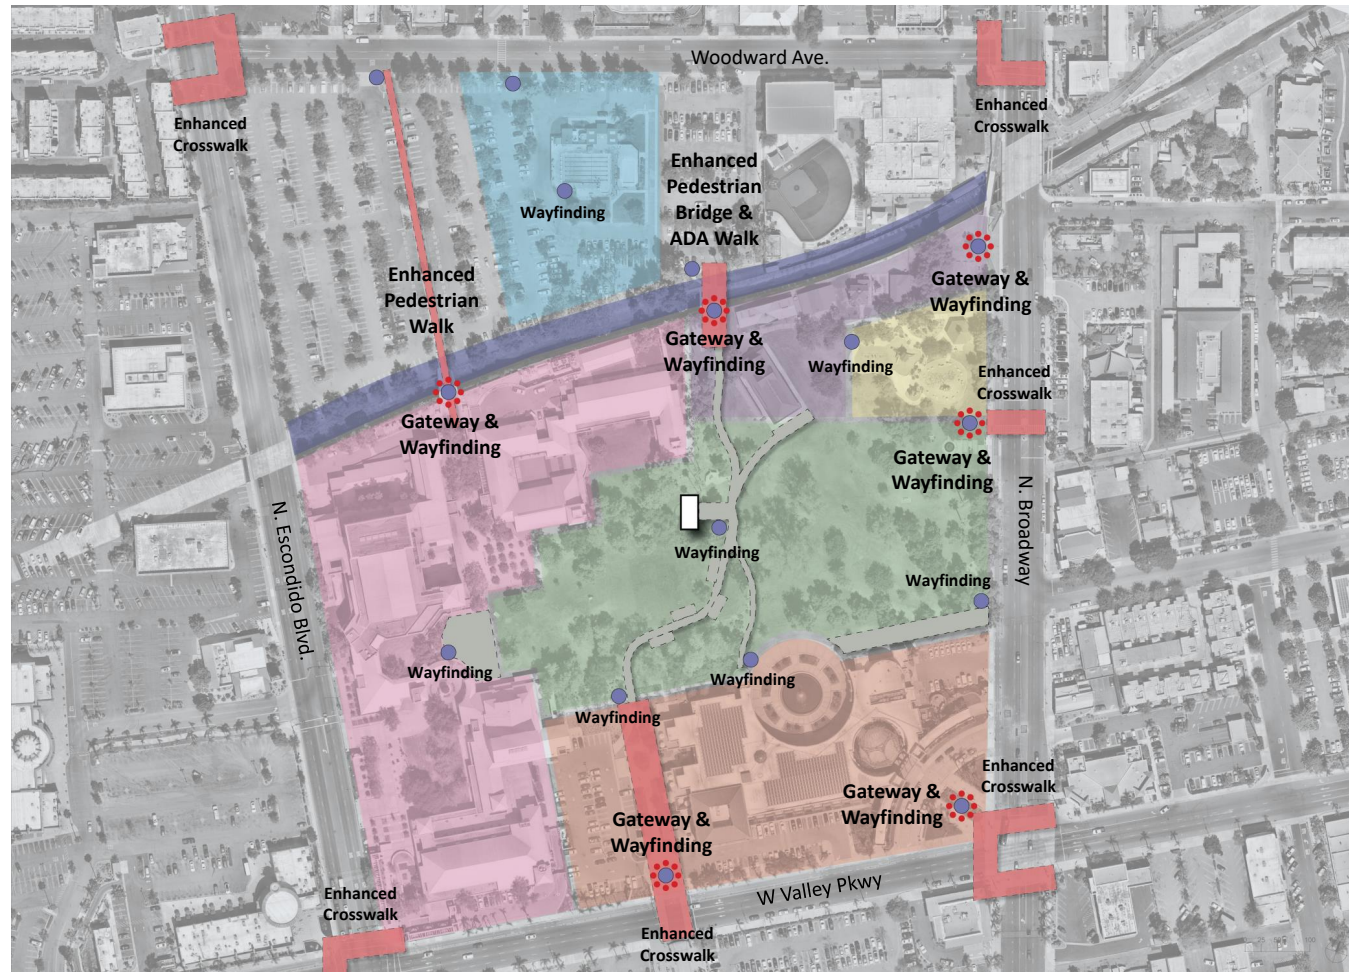 Woodward Ave.
Enhanced
Crosswalk
Enhanced
Crosswalk
Enhanced
Pedestrian
Bridge &
ADA Walk
Wayfinding
Enhanced
Pedestrian
Walk
Gateway &
Wayfinding
Gateway &
Wayfinding
Wayfinding
Enhanced
Crosswalk
Gateway &
Wayfinding
Gateway &
Wayfinding
N. Escondido Blvd.
N. Broadway
Wayfinding
Wayfinding
Wayfinding
Wayfinding
Wayfinding
Enhanced
Crosswalk
Gateway &
Wayfinding
Gateway &
Wayfinding
W Valley Pkwy
Enhanced
Crosswalk
Enhanced
Crosswalk
25
100